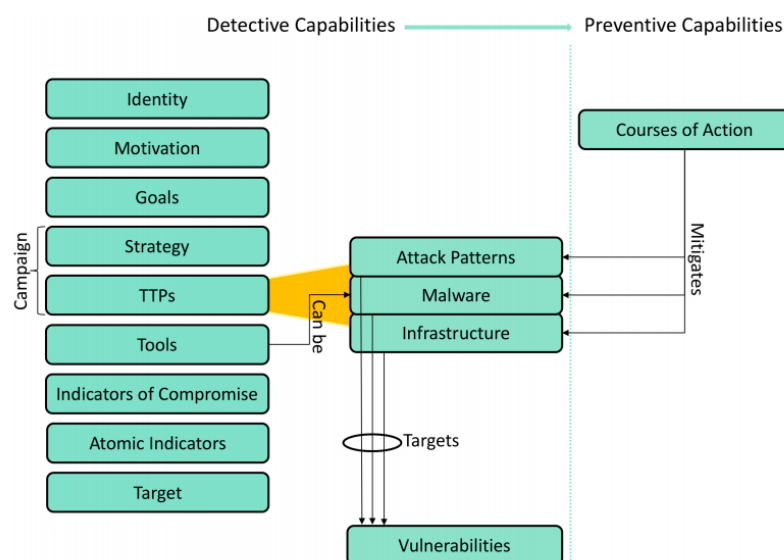 Detective Capabilities
Preventive Capabilities
Identity
Motivation
Goals
Strategy
TTPs
Tools
Indicators of Compromise
Atomic Indicators
Target
Campaign
Can be
Attack Patterns
Malware
Infrastructure
Targets
Vulnerabilities
Courses of Action
Mitigates